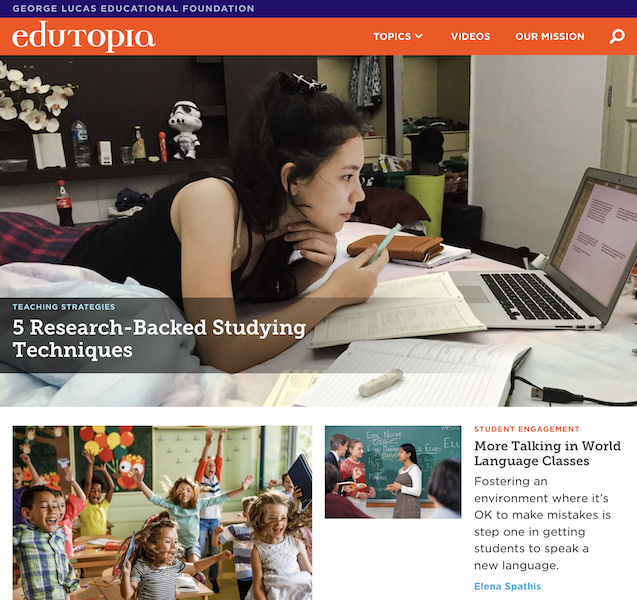 GEORGE LUCAS EDUCATIONAL FOUNDATION
edutopia
TOPICS VIDEOS OUR MISSION
TEACHING STRATEGIES
5 Research-Backed Studying
Techniques
STUDENT ENGAGEMENT
More Talking in World
Language Classes
Fostering an
environment where it’s
OK to make mistakes is
step one in getting
students to speak a
new language.
Elena Spathis